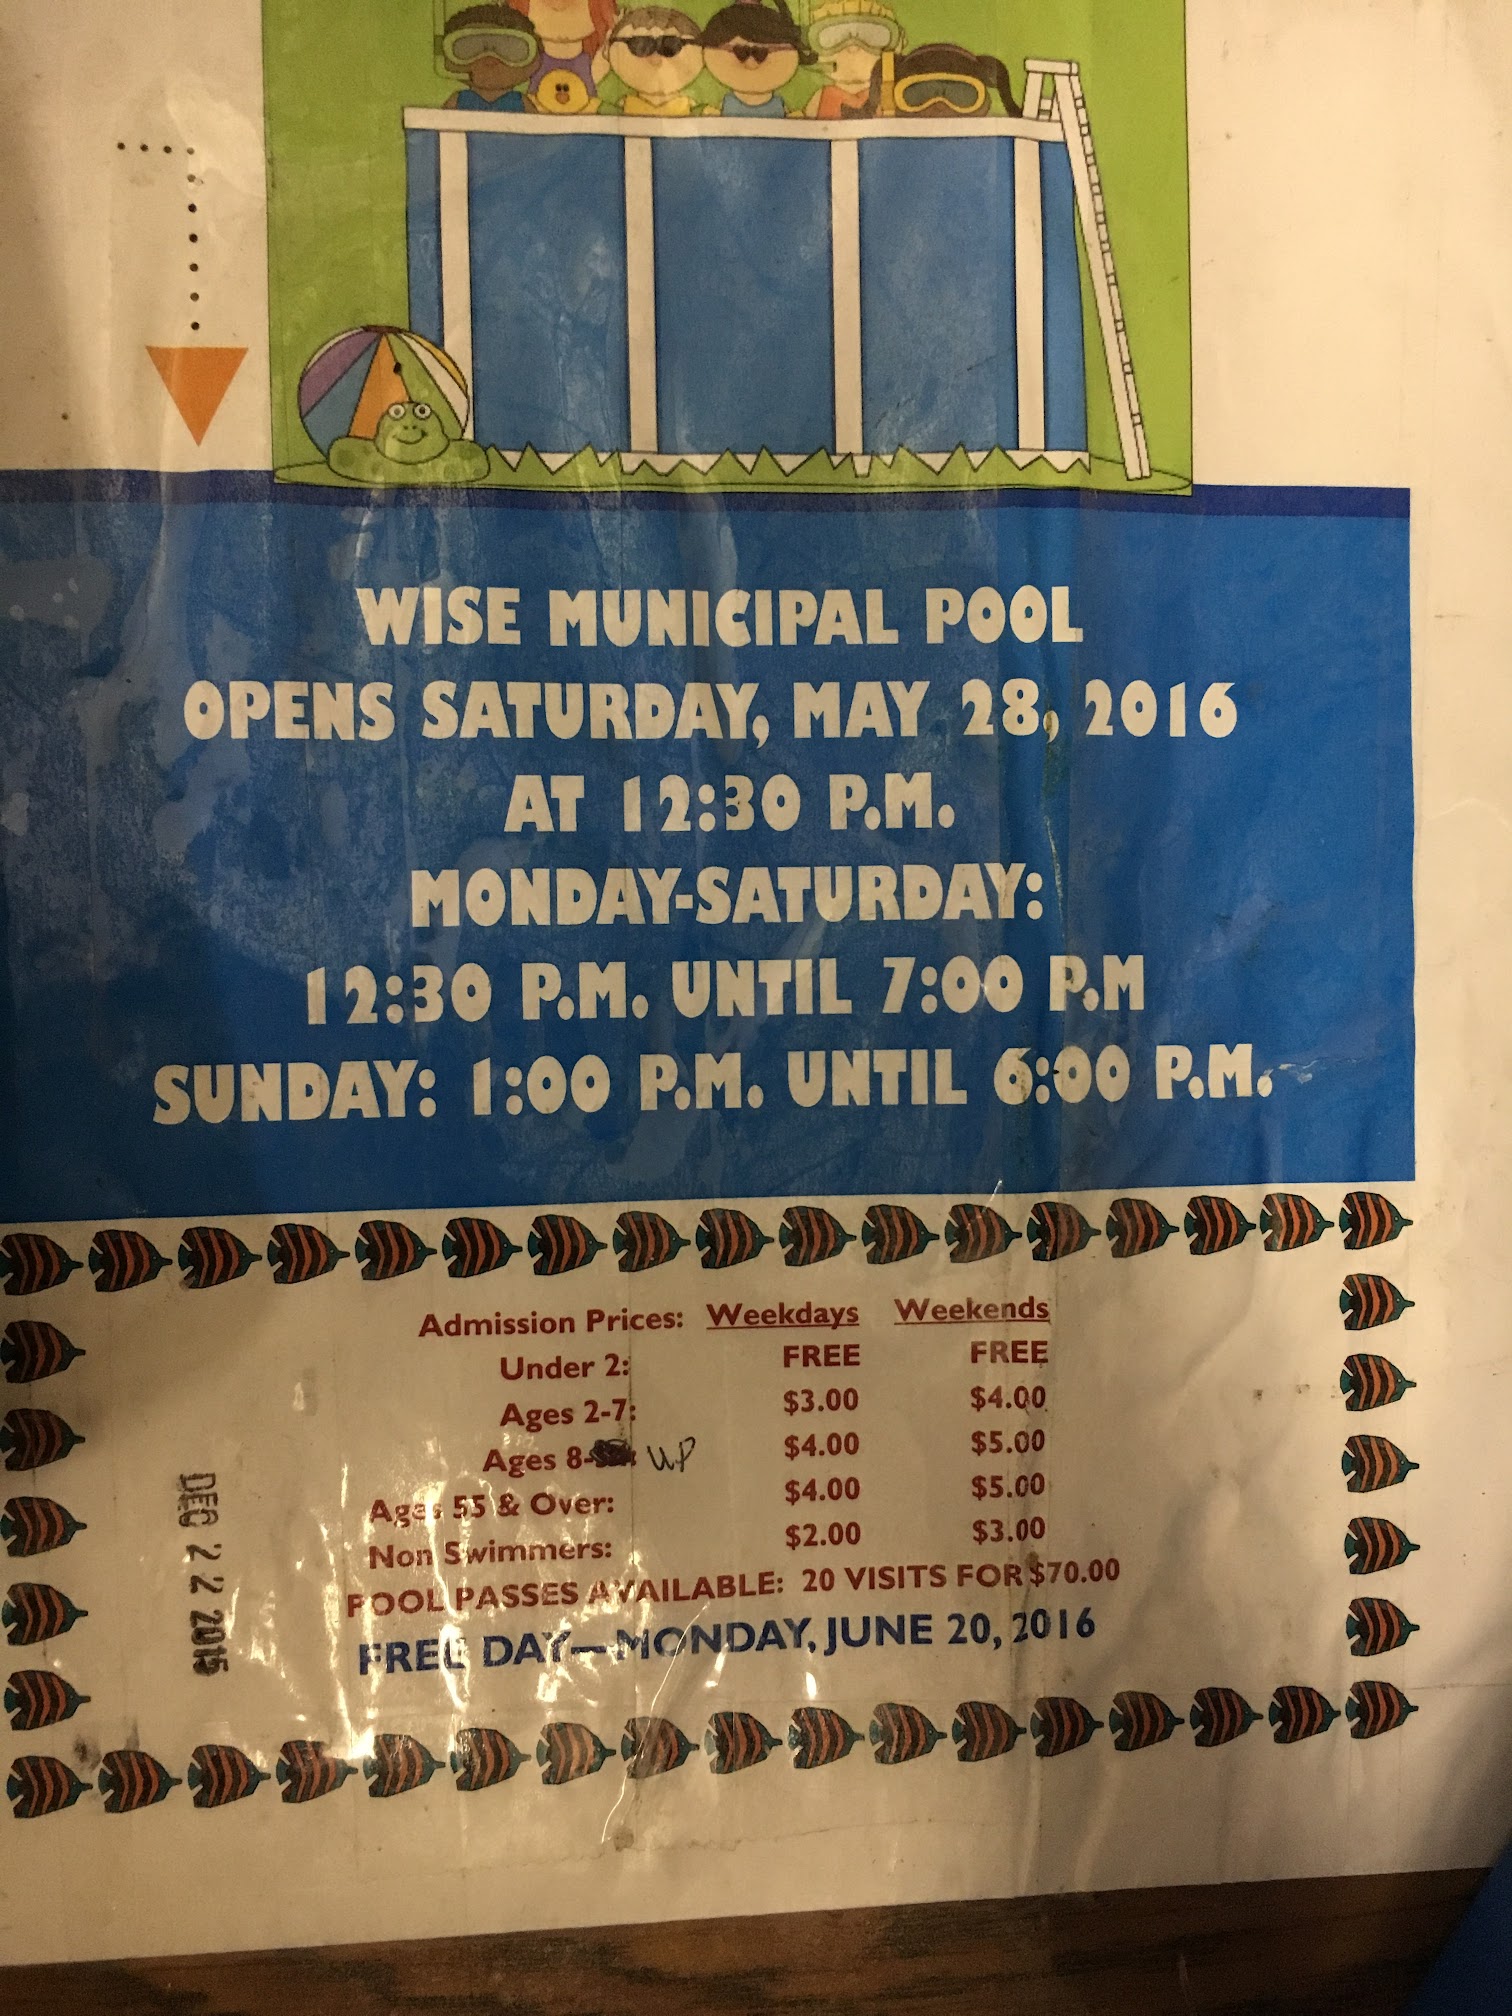 WISE MUNICIPAL POOL
OPENS SATURDAY, MAY 28, 2016
AT 12:30 P.M.
MONDAY-SATURDAY:
12:30 P.M. UNTIL 7:00 P.M
SUNDAY: 1:00 P.M. UNTIL 6:00 P.M.
Admission Prices: Weekdays Weekends
Under 2: FREE FREE
Ages 2-7: $3.00 $4.00
Ages 8- UP $4.00 $5.00
Ages 55 & Over: $4.00 $5.00
Non Swimmers: $2.00 $3.00
POOL PASSES AVAILABLE: 20 VISITS FOR $70.00
FREE DAY—MONDAY, JUNE 20, 2016
DEC 22 2015